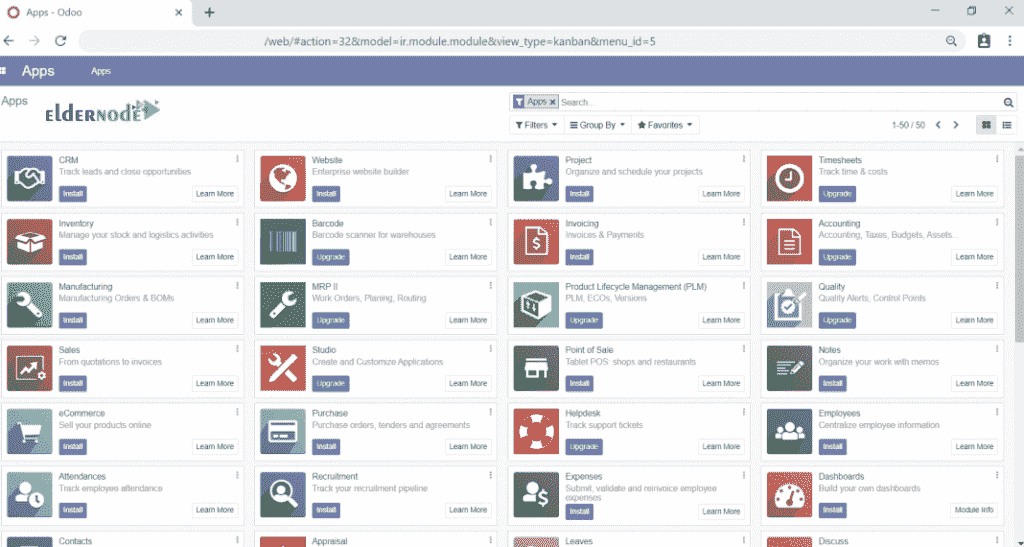 Apps - Odoo
/web/#action=32&model=ir.module.module&view_type=kanban&menu_id=5
Apps Apps
Apps
ELDERNODE
Apps Search...
Filters Group By Favorites 1-50 / 50
CRM
Track leads and close opportunities
Install Learn More
Website
Enterprise website builder
Install Learn More
Project
Organize and schedule your projects
Install Learn More
Timesheets
Track time & costs
Upgrade Learn More
Inventory
Manage your stock and logistics activities
Install Learn More
Barcode
Barcode scanner for warehouses
Upgrade Learn More
Invoicing
Invoices & Payments
Install Learn More
Accounting
Accounting, Taxes, Budgets, Assets...
Upgrade Learn More
Manufacturing
Manufacturing Orders & BOMs
Install Learn More
MRP II
Work Orders, Planing, Routing
Upgrade Learn More
Product Lifecycle Management (PLM)
PLM, ECOs, Versions
Upgrade Learn More
Quality
Quality Alerts, Control Points
Upgrade Learn More
Sales
From quotations to invoices
Install Learn More
Studio
Create and Customize Applications
Upgrade Learn More
Point of Sale
Tablet POS: shops and restaurants
Install Learn More
Notes
Organize your work with memos
Install Learn More
eCommerce
Sell your products online
Install Learn More
Purchase
Purchase orders, tenders and agreements
Install Learn More
Helpdesk
Track support tickets
Upgrade Learn More
Employees
Centralize employee information
Install Learn More
Attendances
Track employee attendance
Install Learn More
Recruitment
Track your recruitment pipeline
Install Learn More
Expenses
Submit, validate and reinvoice employee
expenses
Install Learn More
Dashboards
Build your own dashboards
Install Module Info
Contacts
Appraisal
Leaves
Discuss